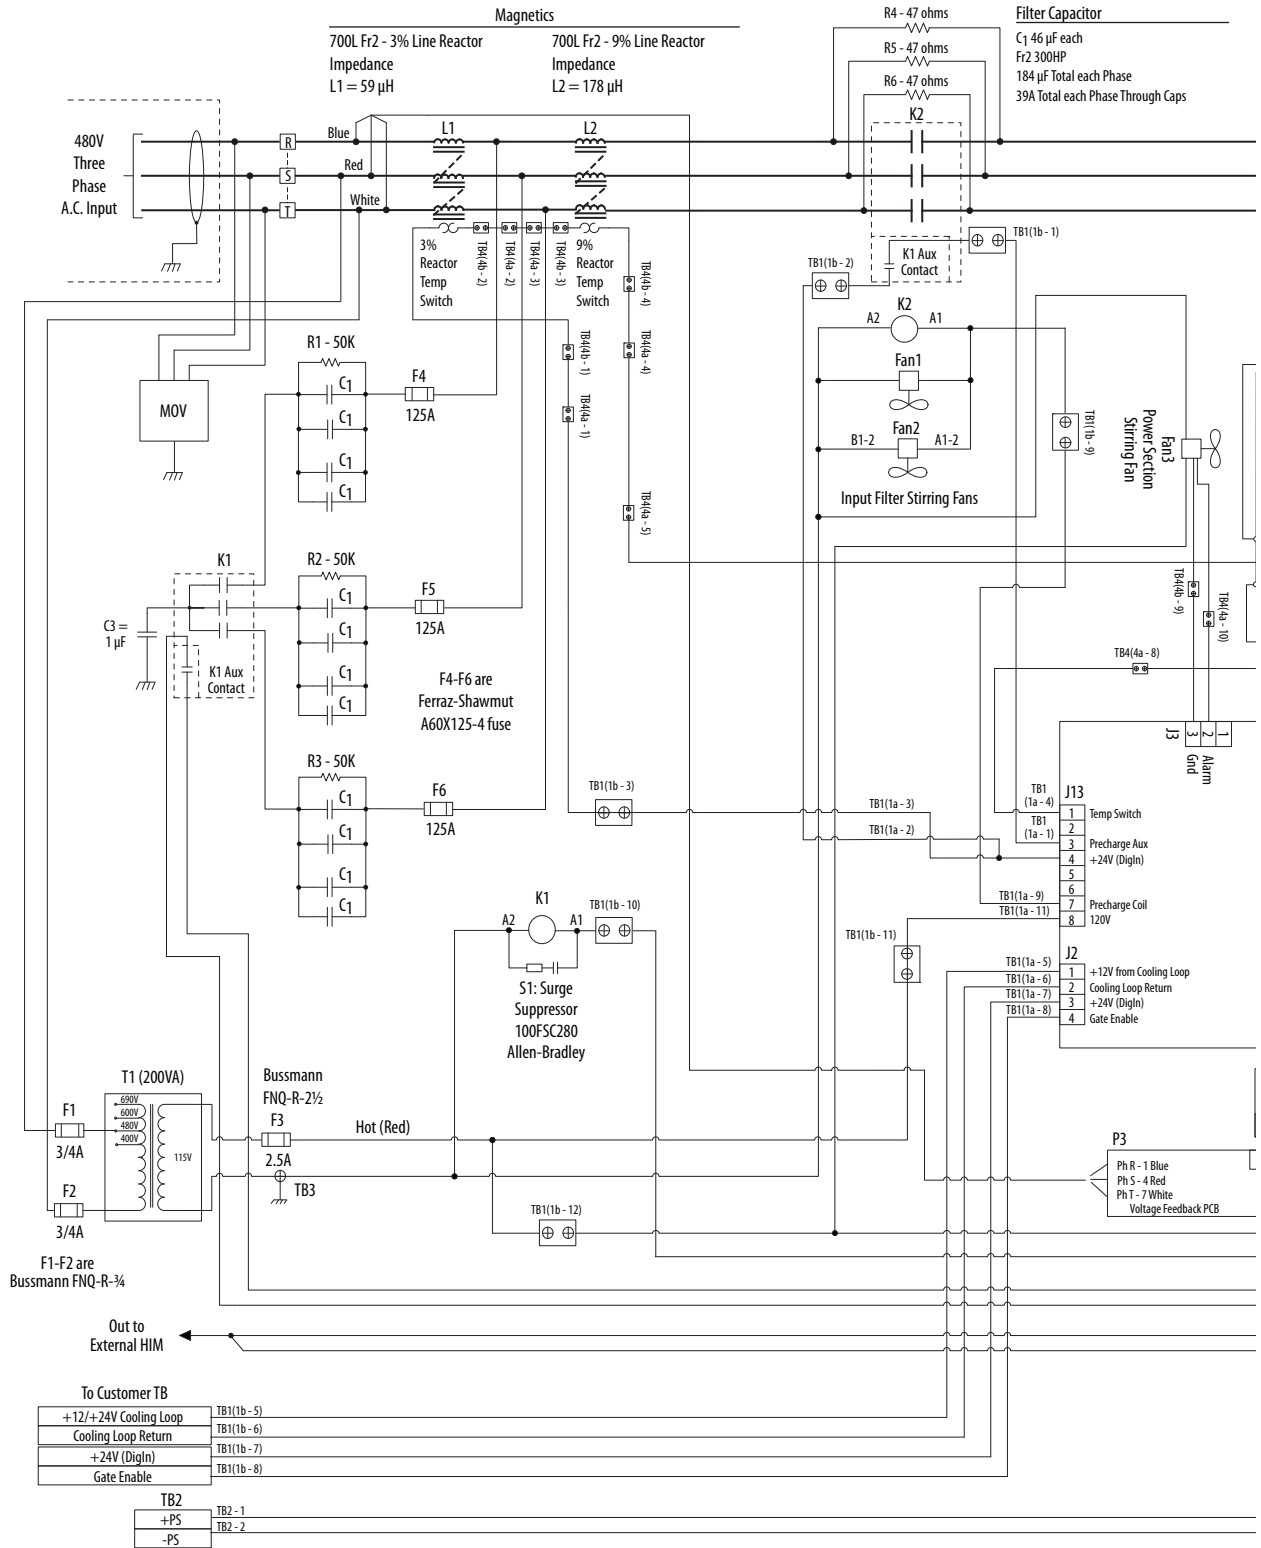 Magnetics
700L Fr2 - 3% Line Reactor
Impedance
L1 = 59 µH
700L Fr2 - 9% Line Reactor
Impedance
L2 = 178 µH
R4 - 47 ohms
R5 - 47 ohms
R6 - 47 ohms
K2
Filter Capacitor
C1 46 µF each
Fr2 300HP
184 µF Total each Phase
39A Total each Phase Through Caps
480V
Three
Phase
A.C. Input
R
S
T
Blue
Red
White
L1
L2
3%
Reactor
Temp
Switch
TB4(4b - 2)
TB4(4a - 2)
TB4(4a - 3)
TB4(4b - 3)
9%
Reactor
Temp
Switch
TB4(4b - 4)
TB4(4a - 4)
TB4(4b - 1)
TB4(4a - 1)
TB4(4a - 5)
TB1(1b - 1)
TB1(1b - 2)
K1 Aux
Contact
K2
A2
A1
Fan1
Fan2
B1-2
A1-2
Input Filter Stirring Fans
TB1(1b - 9)
Fan3
Power Section
Stirring Fan
TB4(4b - 9)
TB4(4a - 10)
TB4(4a - 8)
MOV
R1 - 50K
C1
C1
C1
C1
F4
125A
K1
C3 =
1 µF
K1 Aux
Contact
R2 - 50K
C1
C1
C1
C1
F5
125A
F4-F6 are
Ferraz-Shawmut
A60X125-4 fuse
R3 - 50K
C1
C1
C1
C1
F6
125A
TB1(1b - 3)
TB1(1a - 3)
TB1(1a - 2)
J3
3
2
1
Gnd
Alarm
J13
TB1
(1a - 4)
TB1
(1a - 1)
1 Temp Switch
2
3 Precharge Aux
4 +24V (DigIn)
5
6
TB1(1a - 9) 7 Precharge Coil
TB1(1a - 11) 8 120V
TB1(1b - 11)
J2
TB1(1a - 5) 1 +12V from Cooling Loop
TB1(1a - 6) 2 Cooling Loop Return
TB1(1a - 7) 3 +24V (DigIn)
TB1(1a - 8) 4 Gate Enable
K1
A2
A1
TB1(1b - 10)
S1: Surge
Suppressor
100FSC280
Allen-Bradley
T1 (200VA)
690V
600V
480V
400V
115V
F1
3/4A
F2
3/4A
F1-F2 are
Bussmann FNQ-R-¾
Bussmann
FNQ-R-2½
F3
2.5A
TB3
Hot (Red)
TB1(1b - 12)
P3
Ph R - 1 Blue
Ph S - 4 Red
Ph T - 7 White
Voltage Feedback PCB
Out to
External HIM
To Customer TB
+12/+24V Cooling Loop TB1(1b - 5)
Cooling Loop Return TB1(1b - 6)
+24V (DigIn) TB1(1b - 7)
Gate Enable TB1(1b - 8)
TB2
+PS TB2 - 1
-PS TB2 - 2